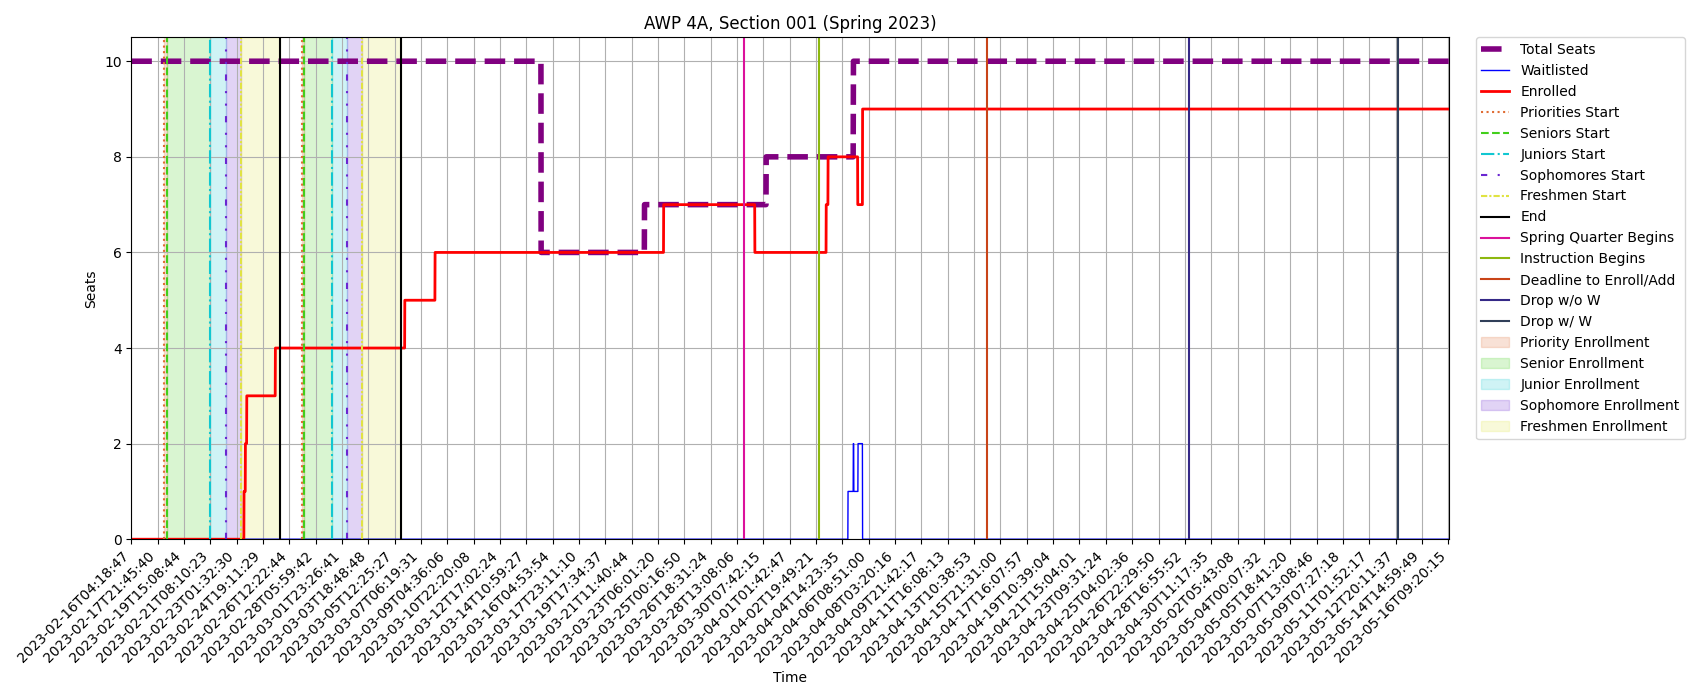 AWP 4A, Section 001 (Spring 2023)
Seats
10
8
6
4
2
0
2023-02-16T04:18:47
2023-02-17T21:45:40
2023-02-19T15:08:44
2023-02-21T08:10:23
2023-02-23T01:32:30
2023-02-24T19:11:29
2023-02-26T12:22:44
2023-02-28T05:59:42
2023-03-01T23:26:41
2023-03-03T18:48:48
2023-03-05T12:25:27
2023-03-07T06:19:31
2023-03-09T04:36:06
2023-03-10T22:20:08
2023-03-12T17:02:24
2023-03-14T10:59:27
2023-03-16T04:53:54
2023-03-17T23:11:10
2023-03-19T17:34:37
2023-03-21T11:40:44
2023-03-23T06:01:20
2023-03-25T00:16:50
2023-03-26T18:31:24
2023-03-28T13:08:06
2023-03-30T07:42:15
2023-04-01T01:42:47
2023-04-02T19:49:21
2023-04-04T14:23:35
2023-04-06T08:51:00
2023-04-08T03:20:16
2023-04-09T21:42:17
2023-04-11T16:08:13
2023-04-13T10:38:53
2023-04-15T21:31:00
2023-04-17T16:07:57
2023-04-19T10:39:04
2023-04-21T15:04:01
2023-04-23T09:31:24
2023-04-25T04:02:36
2023-04-26T22:29:50
2023-04-28T16:55:52
2023-04-30T11:17:35
2023-05-02T05:43:08
2023-05-04T00:07:32
2023-05-05T18:41:20
2023-05-07T13:08:46
2023-05-09T07:27:18
2023-05-11T01:52:17
2023-05-12T20:11:37
2023-05-14T14:59:49
2023-05-16T09:20:15
Time
Total Seats
Waitlisted
Enrolled
Priorities Start
Seniors Start
Juniors Start
Sophomores Start
Freshmen Start
End
Spring Quarter Begins
Instruction Begins
Deadline to Enroll/Add
Drop w/o W
Drop w/ W
Priority Enrollment
Senior Enrollment
Junior Enrollment
Sophomore Enrollment
Freshmen Enrollment